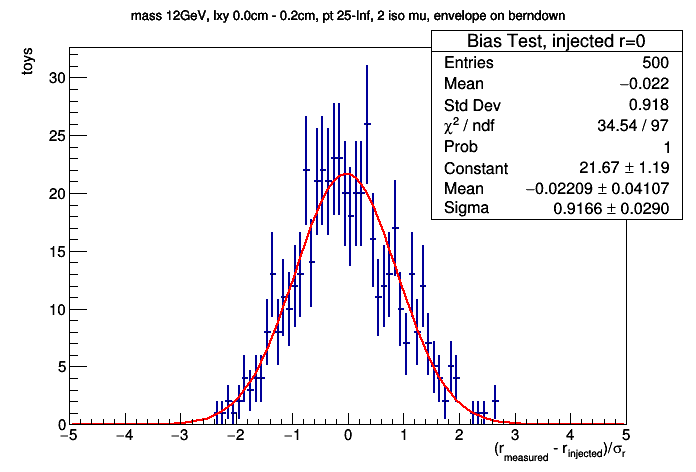 mass 12GeV, lxy 0.0cm - 0.2cm, pt 25-Inf, 2 iso mu, envelope on berndown
Bias Test, injected r=0
Entries 500
Mean −0.022
Std Dev 0.918
χ² / ndf 34.54 / 97
Prob 1
Constant 21.67 ± 1.19
Mean −0.02209 ± 0.04107
Sigma 0.9166 ± 0.0290
toys
30
25
20
15
10
5
0
−5 −4 −3 −2 −1 0 1 2 3 4 5
(r_measured - r_injected)/σ_r